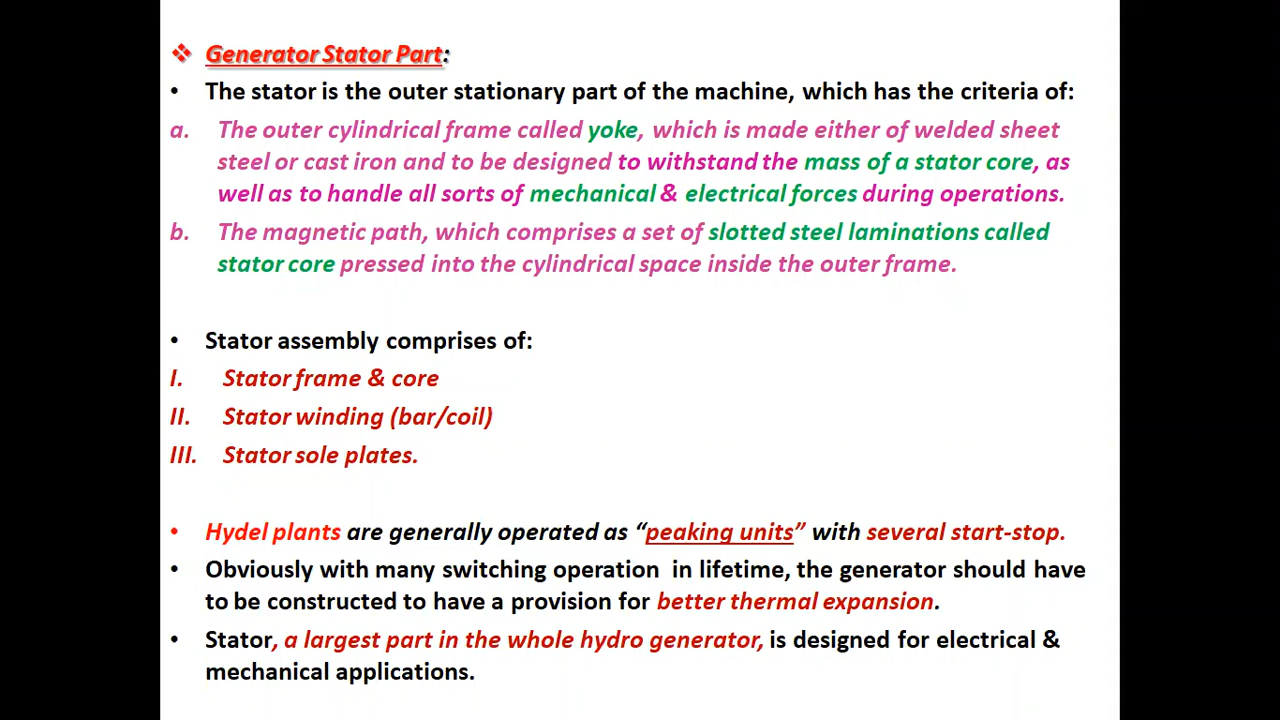 ❖ Generator Stator Part:
• The stator is the outer stationary part of the machine, which has the criteria of:
a. The outer cylindrical frame called yoke, which is made either of welded sheet
steel or cast iron and to be designed to withstand the mass of a stator core, as
well as to handle all sorts of mechanical & electrical forces during operations.
b. The magnetic path, which comprises a set of slotted steel laminations called
stator core pressed into the cylindrical space inside the outer frame.
• Stator assembly comprises of:
I. Stator frame & core
II. Stator winding (bar/coil)
III. Stator sole plates.
• Hydel plants are generally operated as “peaking units” with several start-stop.
• Obviously with many switching operation in lifetime, the generator should have
to be constructed to have a provision for better thermal expansion.
• Stator, a largest part in the whole hydro generator, is designed for electrical &
mechanical applications.